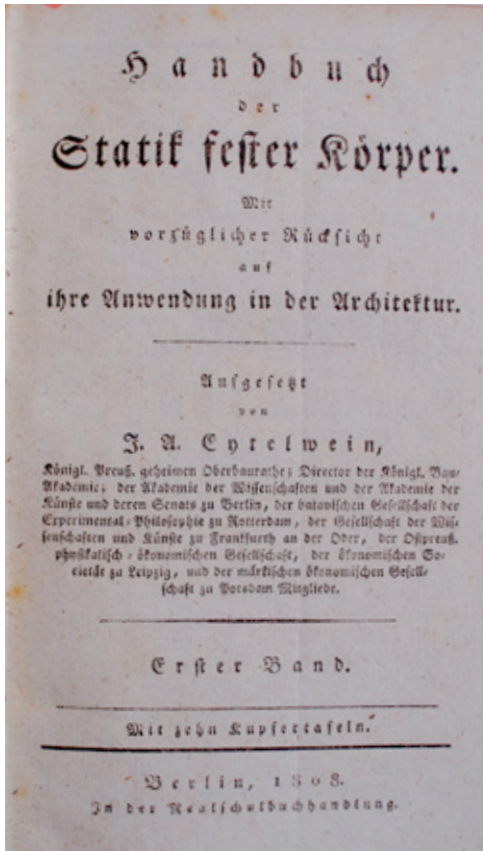 Handbuch
der
Statik fester Körper.
Mit
vorzüglicher Rücksicht
auf
ihre Anwendung in der Architektur.
Aufgesetzt
von
J. A. Eytelwein,
Königl. Preuß. geheimen Oberbaurathe; Director der Königl. Bau-
Akademie; der Akademie der Wissenschaften und der Akademie der
Künste und deren Senats zu Berlin, der batavischen Gesellschaft der
Experimental-Philosophie zu Rotterdam, der Gesellschaft der Wis-
senschaften und Künste zu Frankfurth an der Oder, der Ostpreuß.
physikalisch-ökonomischen Gesellschaft, der ökonomischen So-
cietät zu Leipzig, und der märkischen ökonomischen Gesell-
schaft zu Potsdam Mitgliede.
Erster Band.
Mit zehn Kupfertafeln.
Berlin, 1808.
In der Realschulbuchhandlung.